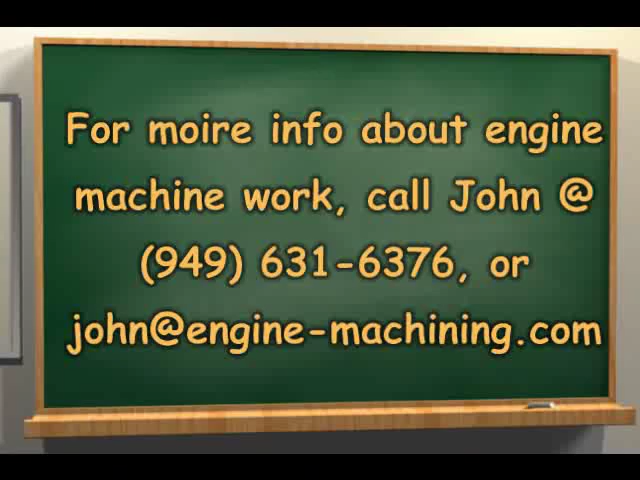 For moire info about engine
machine work, call John @
(949) 631-6376, or
john@engine-machining.com